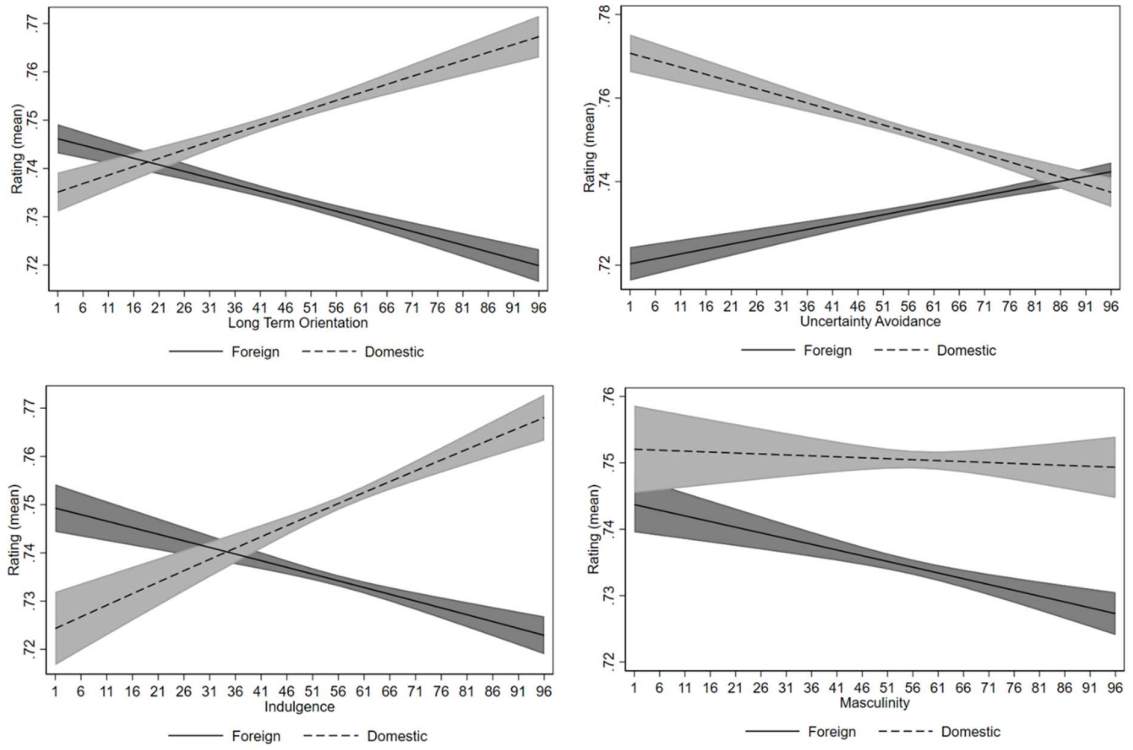 Rating (mean)
.77
.76
.75
.74
.73
.72
1 6 11 16 21 26 31 36 41 46 51 56 61 66 71 76 81 86 91 96
Long Term Orientation
Foreign Domestic
Rating (mean)
.78
.76
.74
.72
1 6 11 16 21 26 31 36 41 46 51 56 61 66 71 76 81 86 91 96
Uncertainty Avoidance
Foreign Domestic
Rating (mean)
.77
.76
.75
.74
.73
.72
1 6 11 16 21 26 31 36 41 46 51 56 61 66 71 76 81 86 91 96
Indulgence
Foreign Domestic
Rating (mean)
.76
.75
.74
.73
.72
1 6 11 16 21 26 31 36 41 46 51 56 61 66 71 76 81 86 91 96
Masculinity
Foreign Domestic